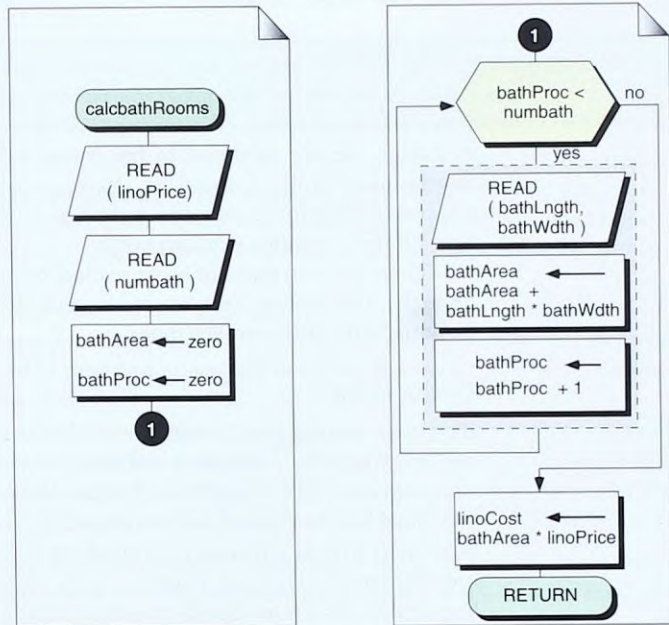 calcbathRooms
READ
( linoPrice)
READ
( numbath )
bathArea ← zero
bathProc ← zero
1
1
bathProc <
numbath
no
yes
READ
( bathLngth,
bathWdth )
bathArea ←
bathArea +
bathLngth * bathWdth
bathProc ←
bathProc + 1
linoCost ←
bathArea * linoPrice
RETURN